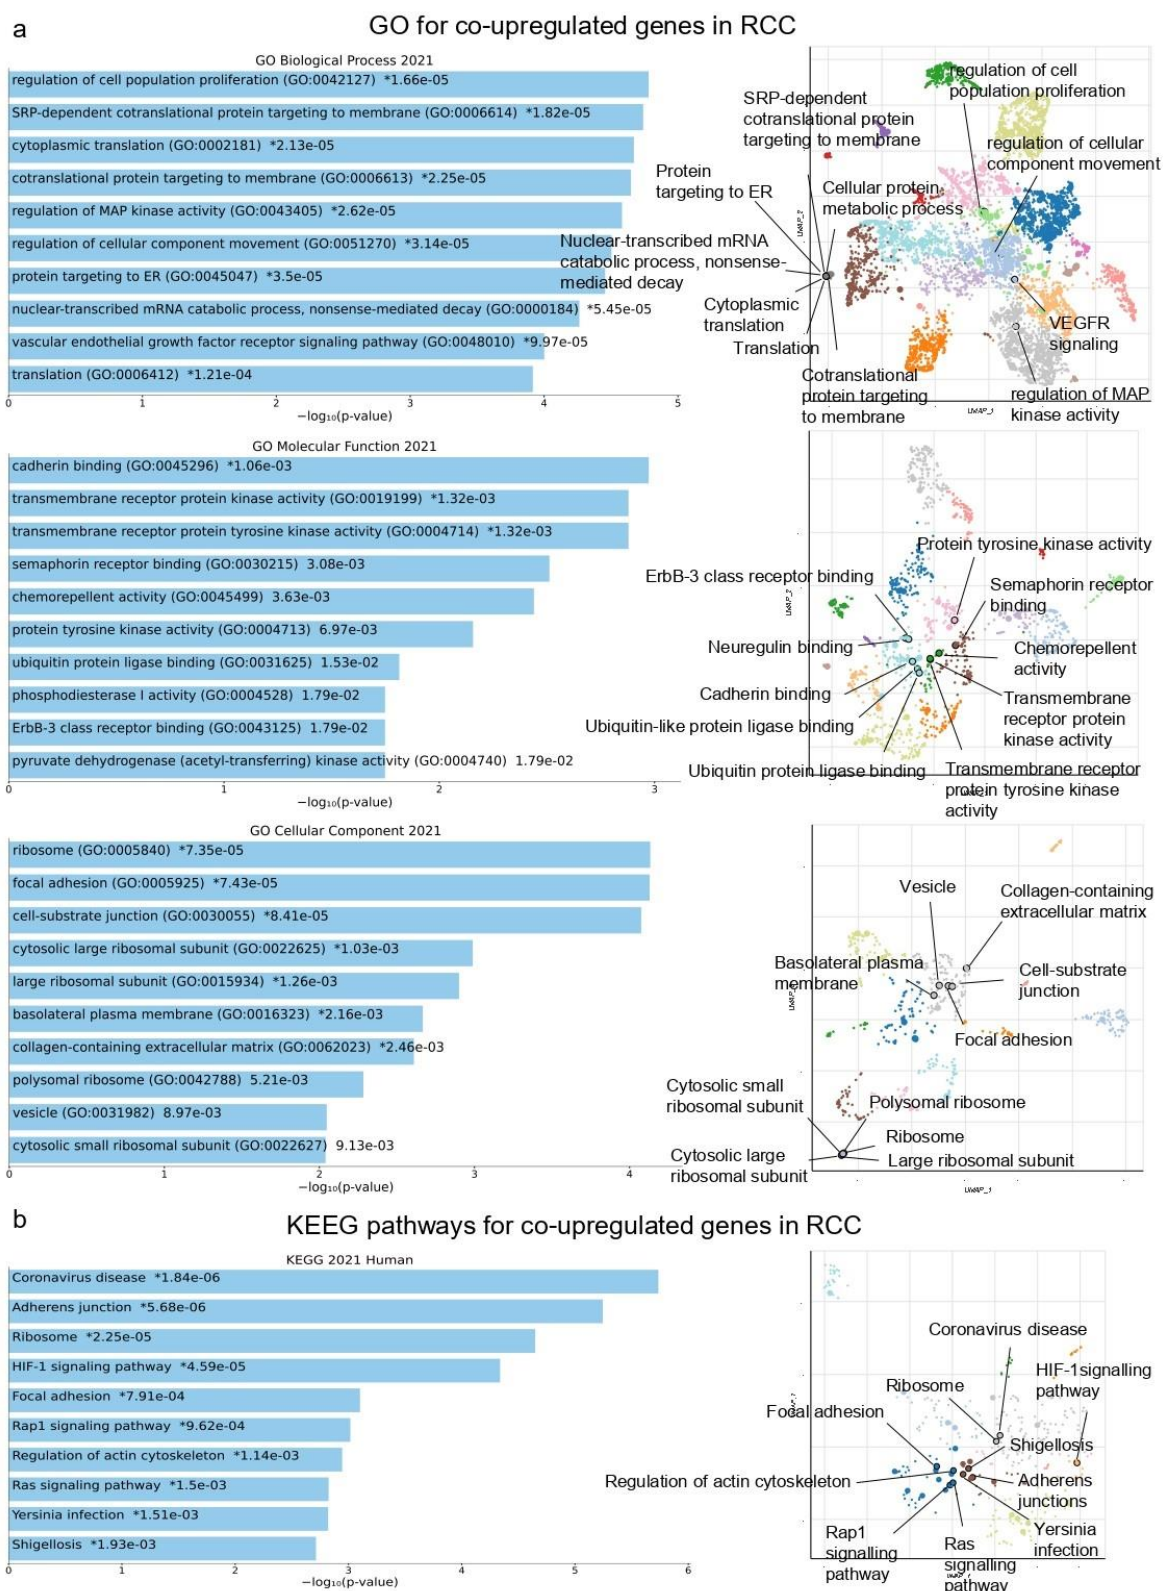 a
GO for co-upregulated genes in RCC
GO Biological Process 2021
regulation of cell population proliferation (GO:0042127) *1.66e-05
SRP-dependent cotranslational protein targeting to membrane (GO:0006614) *1.82e-05
cytoplasmic translation (GO:0002181) *2.13e-05
cotranslational protein targeting to membrane (GO:0006613) *2.25e-05
regulation of MAP kinase activity (GO:0043405) *2.62e-05
regulation of cellular component movement (GO:0051270) *3.14e-05
protein targeting to ER (GO:0045047) *3.5e-05
nuclear-transcribed mRNA catabolic process, nonsense-mediated decay (GO:0000184) *5.45e-05
vascular endothelial growth factor receptor signaling pathway (GO:0048010) *9.97e-05
translation (GO:0006412) *1.21e-04
0 1 2 3 4 5
−log₁₀(p-value)
regulation of cell
population proliferation
SRP-dependent
cotranslational protein
targeting to membrane
regulation of cellular
component movement
Protein
targeting to ER
Cellular protein
metabolic process
UMAP_2
Nuclear-transcribed mRNA
catabolic process, nonsense-
mediated decay
Cytoplasmic
translation
Translation
VEGFR
signaling
Cotranslational
protein targeting
to membrane
regulation of MAP
kinase activity
UMAP_1
GO Molecular Function 2021
cadherin binding (GO:0045296) *1.06e-03
transmembrane receptor protein kinase activity (GO:0019199) *1.32e-03
transmembrane receptor protein tyrosine kinase activity (GO:0004714) *1.32e-03
semaphorin receptor binding (GO:0030215) 3.08e-03
chemorepellent activity (GO:0045499) 3.63e-03
protein tyrosine kinase activity (GO:0004713) 6.97e-03
ubiquitin protein ligase binding (GO:0031625) 1.53e-02
phosphodiesterase I activity (GO:0004528) 1.79e-02
ErbB-3 class receptor binding (GO:0043125) 1.79e-02
pyruvate dehydrogenase (acetyl-transferring) kinase activity (GO:0004740) 1.79e-02
0 1 2 3
−log₁₀(p-value)
Protein tyrosine kinase activity
ErbB-3 class receptor binding
Semaphorin receptor
binding
UMAP_2
Neuregulin binding
Chemorepellent
activity
Cadherin binding
Transmembrane
receptor protein
kinase activity
Ubiquitin-like protein ligase binding
Ubiquitin protein ligase binding
Transmembrane receptor
protein tyrosine kinase
activity
GO Cellular Component 2021
ribosome (GO:0005840) *7.35e-05
focal adhesion (GO:0005925) *7.43e-05
cell-substrate junction (GO:0030055) *8.41e-05
cytosolic large ribosomal subunit (GO:0022625) *1.03e-03
large ribosomal subunit (GO:0015934) *1.26e-03
basolateral plasma membrane (GO:0016323) *2.16e-03
collagen-containing extracellular matrix (GO:0062023) *2.46e-03
polysomal ribosome (GO:0042788) 5.21e-03
vesicle (GO:0031982) 8.97e-03
cytosolic small ribosomal subunit (GO:0022627) 9.13e-03
0 1 2 3 4
−log₁₀(p-value)
Vesicle
Collagen-containing
extracellular matrix
Basolateral plasma
membrane
Cell-substrate
junction
Focal adhesion
Cytosolic small
ribosomal subunit
Polysomal ribosome
Ribosome
Cytosolic large
ribosomal subunit
Large ribosomal subunit
UMAP_1
b
KEEG pathways for co-upregulated genes in RCC
KEGG 2021 Human
Coronavirus disease *1.84e-06
Adherens junction *5.68e-06
Ribosome *2.25e-05
HIF-1 signaling pathway *4.59e-05
Focal adhesion *7.91e-04
Rap1 signaling pathway *9.62e-04
Regulation of actin cytoskeleton *1.14e-03
Ras signaling pathway *1.5e-03
Yersinia infection *1.51e-03
Shigellosis *1.93e-03
0 1 2 3 4 5 6
−log₁₀(p-value)
Coronavirus disease
HIF-1signalling
pathway
Ribosome
Focal adhesion
Shigellosis
Regulation of actin cytoskeleton
Adherens
junctions
Rap1
signalling
pathway
Ras
signalling
pathway
Yersinia
infection